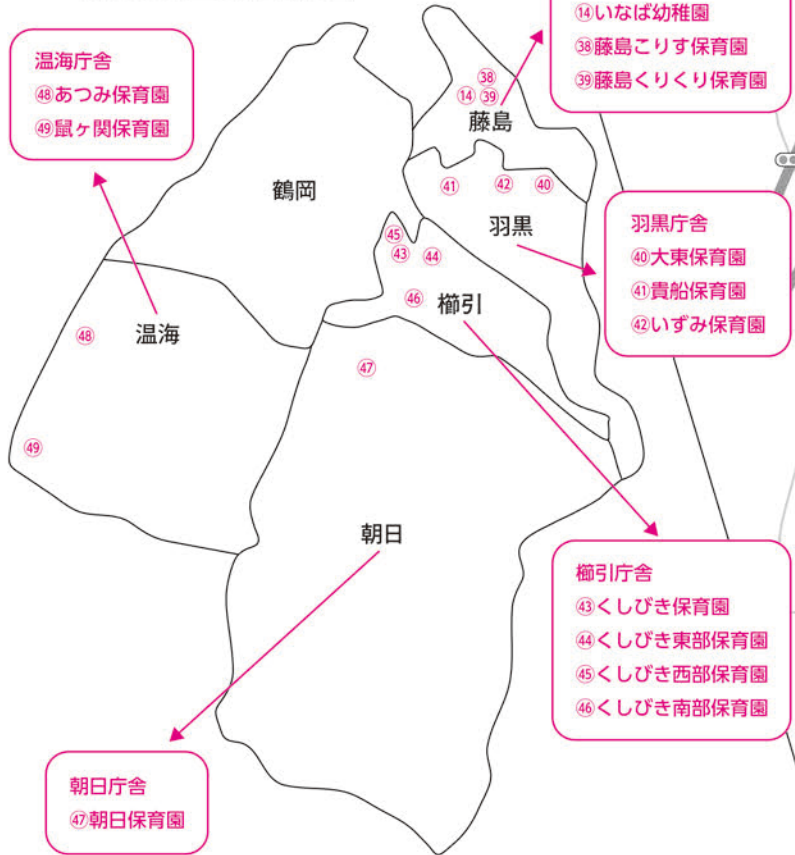 ⑭いなば幼稚園
㊳藤島こりす保育園
㊴藤島くりくり保育園
温海庁舎
㊽あつみ保育園
㊾鼠ヶ関保育園
㊳
⑭ ㊴
藤島
鶴岡
㊶ ㊷ ㊵
羽黒
羽黒庁舎
㊵大東保育園
㊶貴船保育園
㊷いずみ保育園
㊺
㊸ ㊹
㊻
櫛引
㊽
温海
㊼
㊾
朝日
櫛引庁舎
㊸くしびき保育園
㊹くしびき東部保育園
㊺くしびき西部保育園
㊻くしびき南部保育園
朝日庁舎
㊼朝日保育園